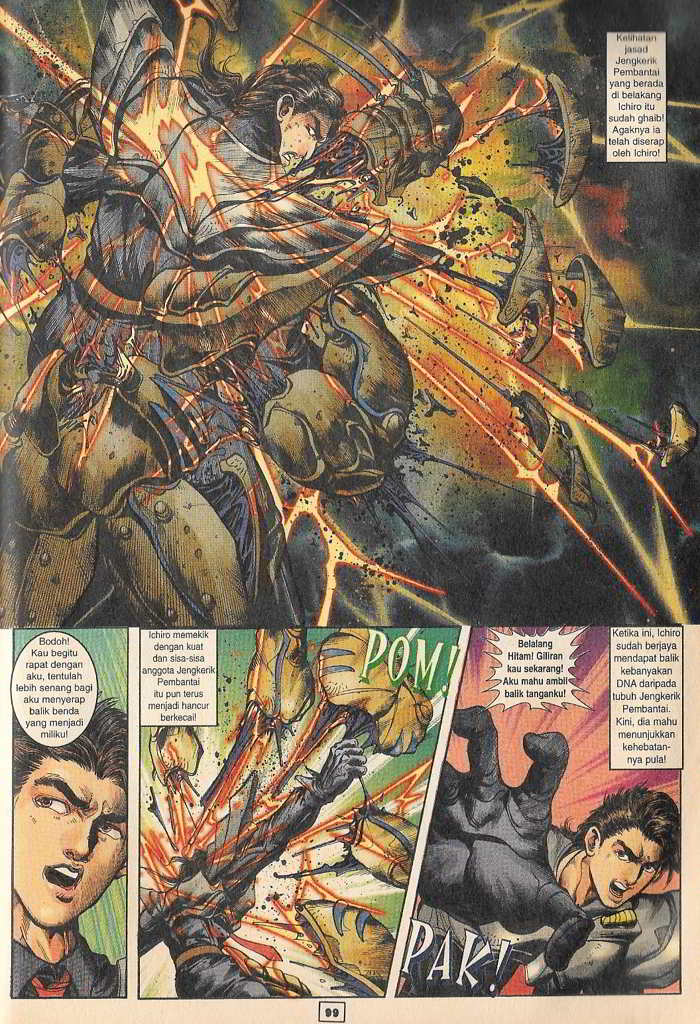 Kelihatan
jasad
Jengkerik
Pembantai
yang berada
di belakang
Ichiro itu
sudah ghaib!
Agaknya ia
telah diserap
oleh Ichiro!
Bodoh!
Kau begitu
rapat dengan
aku, tentulah
lebih senang bagi
aku menyerap
balik benda
yang menjadi
miliku!
Ichiro memekik
dengan kuat
dan sisa-sisa
anggota Jengkerik
Pembantai
itu pun terus
menjadi hancur
berkecai!
POM!
Belalang
Hitam! Giliran
kau sekarang!
Aku mahu ambil
balik tanganku!
Ketika ini, Ichiro
sudah berjaya
mendapat balik
kebanyakan
DNA daripada
tubuh Jengkerik
Pembantai.
Kini, dia mahu
menunjukkan
kehebatan-
nya pula!
PAK!
99